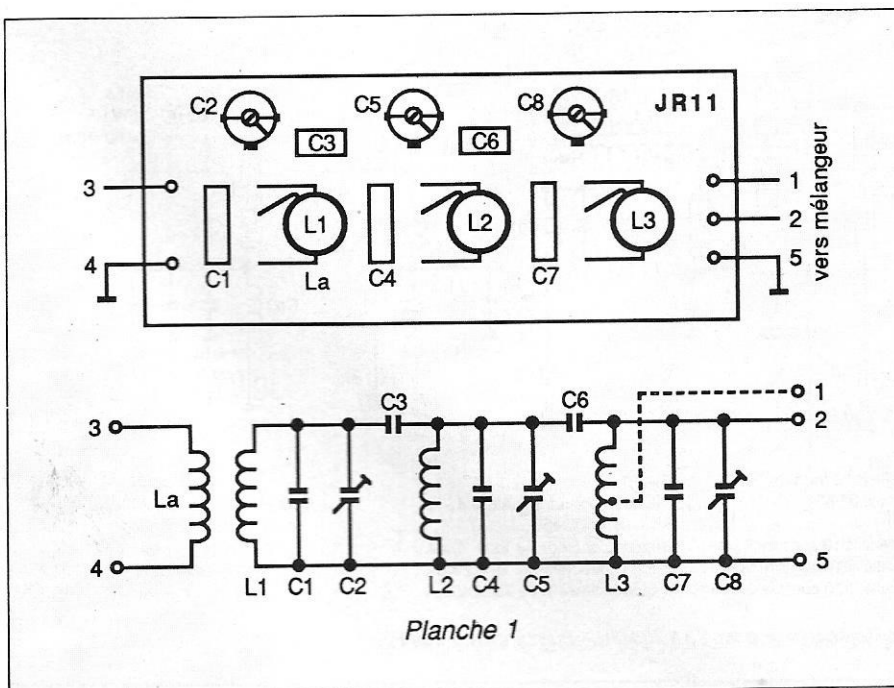 C2 C5 C8 JR11
C3 C6
3 1
L1 L2 L3 2
4 5
C1 La C4 C7
vers mélangeur
C3 C6 1
3 2
La
4 5
L1 C1 C2 L2 C4 C5 L3 C7 C8
Planche 1